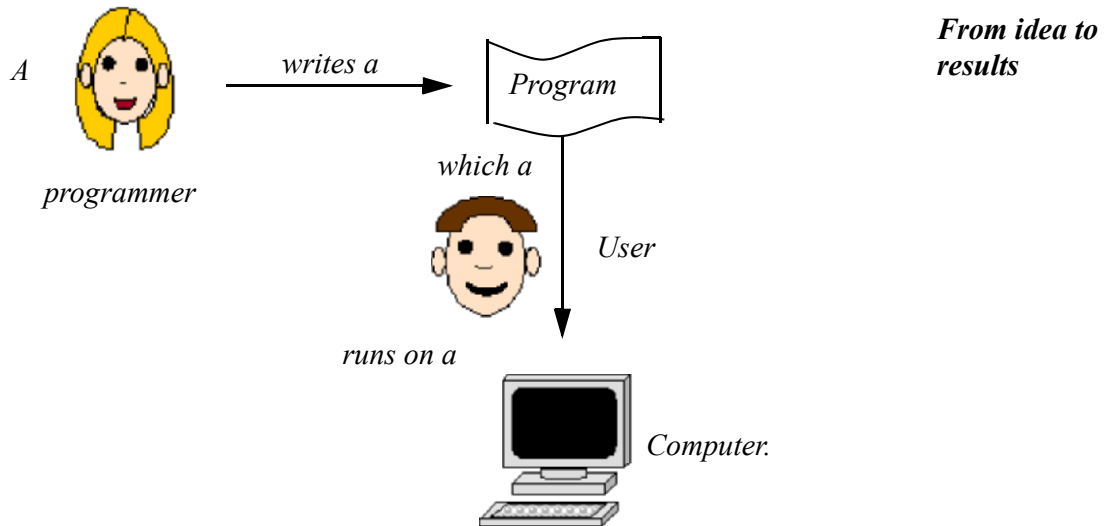 A
writes a
Program
From idea to
results
programmer
which a
User
runs on a
Computer.